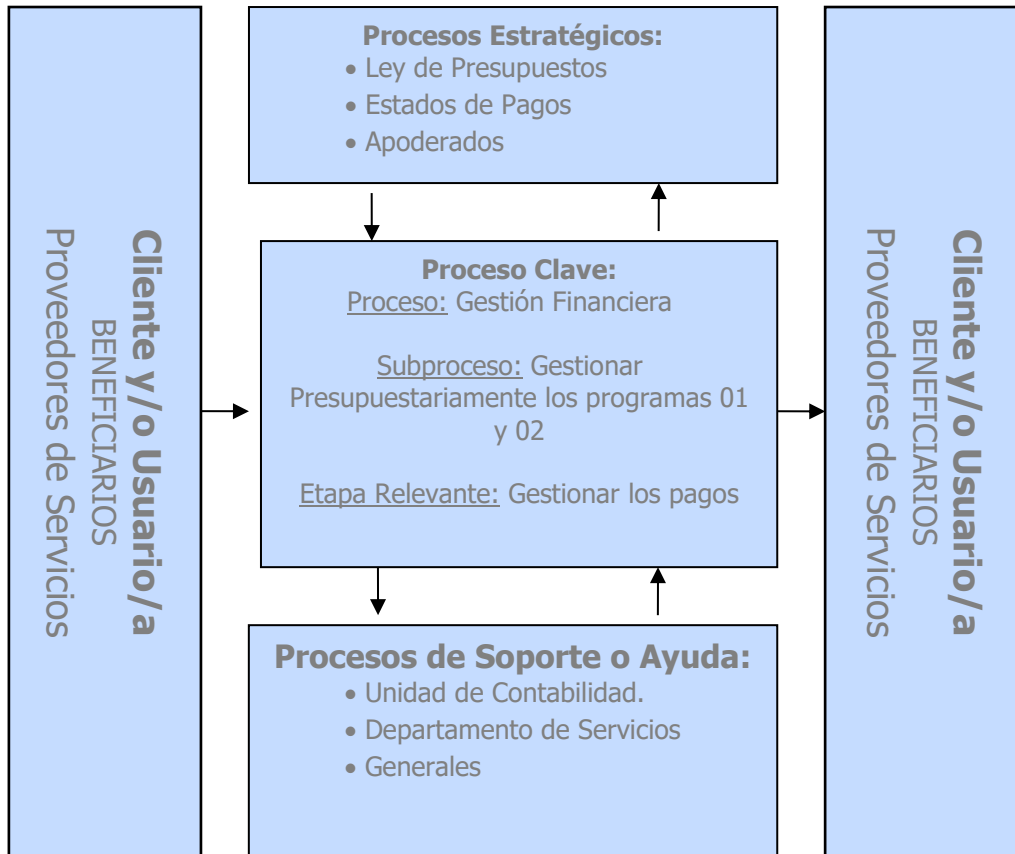 Cliente y/o Usuario/a
BENEFICIARIOS
Proveedores de Servicios
Procesos Estratégicos:
• Ley de Presupuestos
• Estados de Pagos
• Apoderados
Proceso Clave:
Proceso: Gestión Financiera
Subproceso: Gestionar
Presupuestariamente los programas 01
y 02
Etapa Relevante: Gestionar los pagos
Procesos de Soporte o Ayuda:
• Unidad de Contabilidad.
• Departamento de Servicios
• Generales
Cliente y/o Usuario/a
BENEFICIARIOS
Proveedores de Servicios